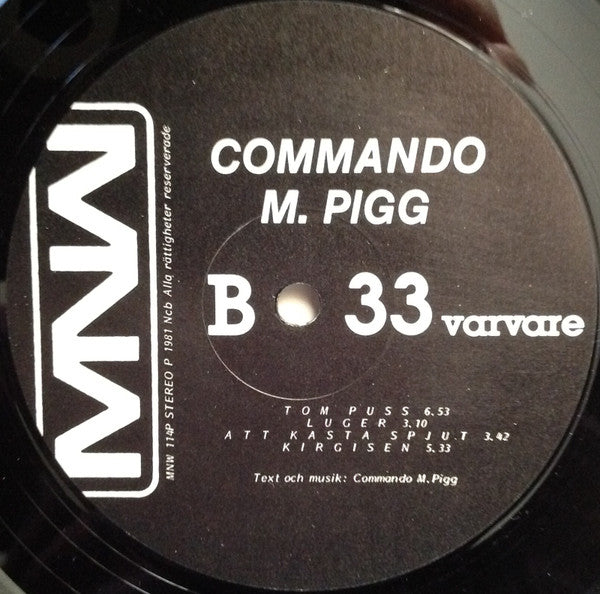 COMMANDO
M. PIGG
B 33 varvare
TOM PUSS 6.53
LUGER 3.10
ATT KASTA SPJUT 3.42
KIRGISEN 5.33
Text och musik: Commando M. Pigg
MNW
MNW 114P STEREO P 1981 Ncb Alla rättigheter reserverade